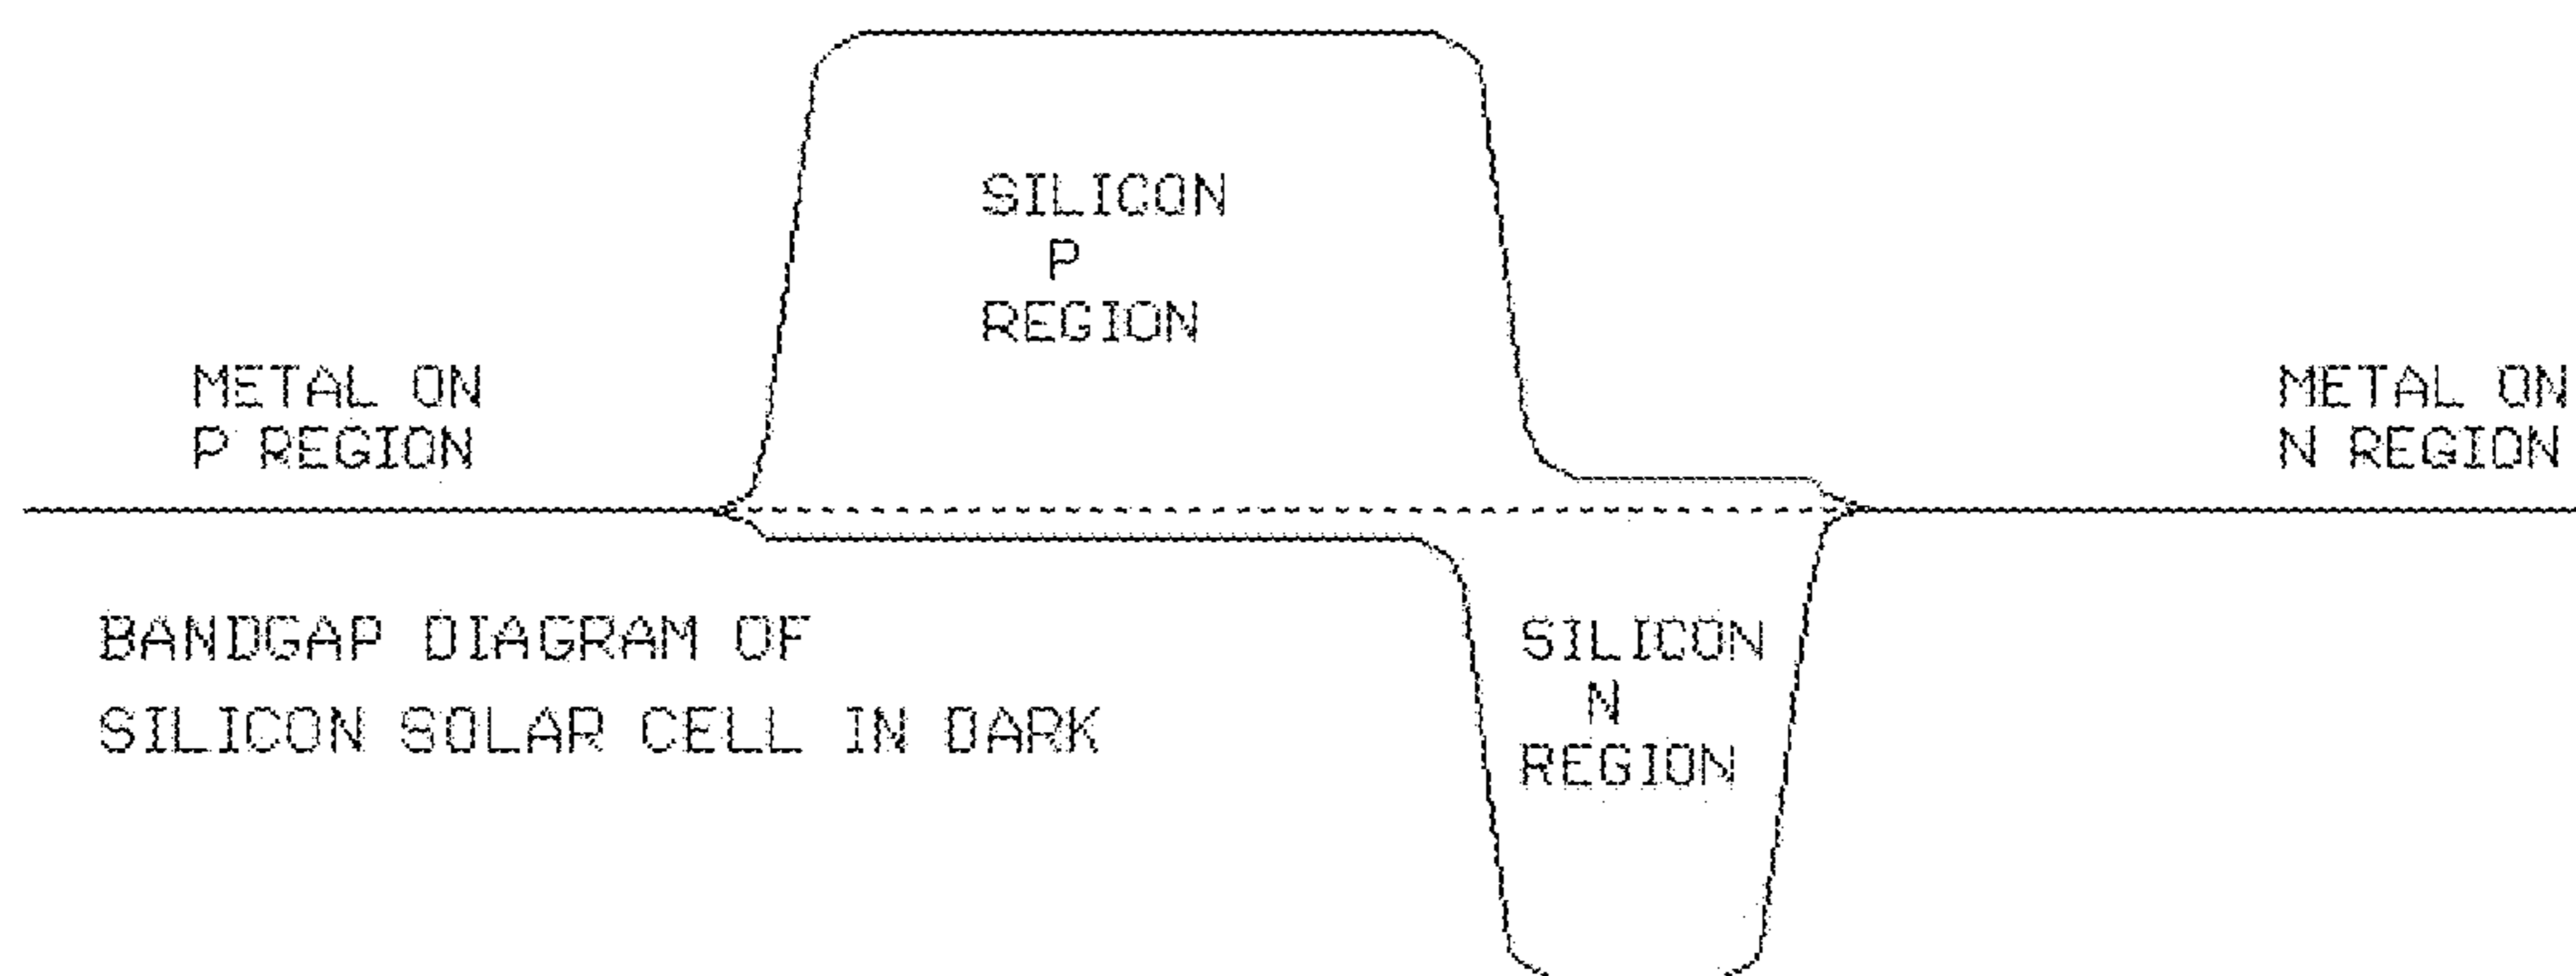 SILICON
P
REGION
METAL ON
P REGION
METAL ON
N REGION
BANDGAP DIAGRAM OF
SILICON SOLAR CELL IN DARK
SILICON
N
REGION